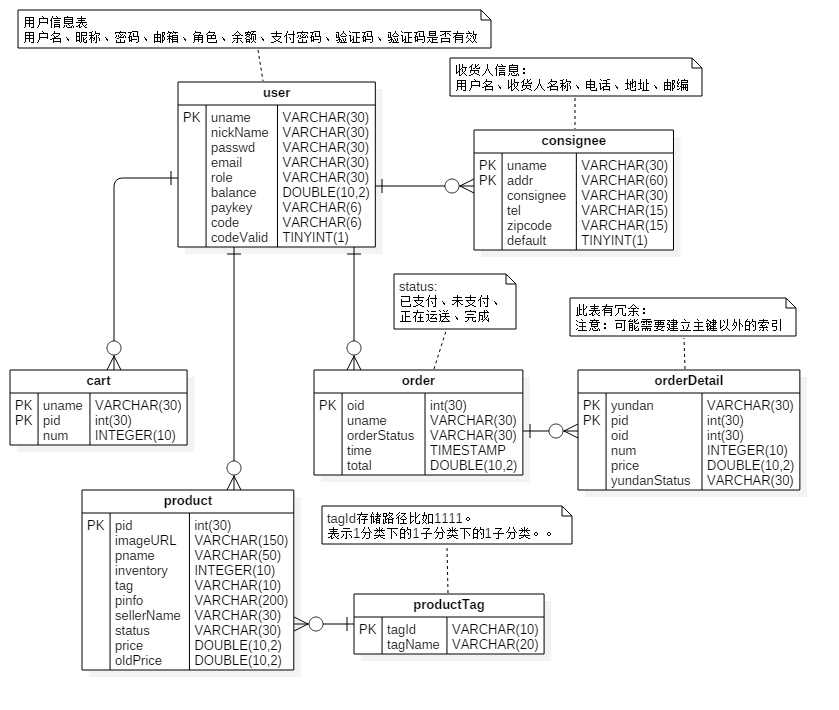 用户信息表
用户名、昵称、密码、邮箱、角色、余额、支付密码、验证码、验证码是否有效
收货人信息：
用户名、收货人名称、电话、地址、邮编
user
PK uname VARCHAR(30)
nickName VARCHAR(30)
passwd VARCHAR(30)
email VARCHAR(30)
role VARCHAR(30)
balance DOUBLE(10,2)
paykey VARCHAR(6)
code VARCHAR(6)
codeValid TINYINT(1)
consignee
PK uname VARCHAR(30)
PK addr VARCHAR(60)
consignee VARCHAR(30)
tel VARCHAR(15)
zipcode VARCHAR(15)
default TINYINT(1)
status:
已支付、未支付、
正在运送、完成
此表有冗余：
注意：可能需要建立主键以外的索引
cart
PK uname VARCHAR(30)
PK pid int(30)
num INTEGER(10)
order
PK oid int(30)
uname VARCHAR(30)
orderStatus VARCHAR(30)
time TIMESTAMP
total DOUBLE(10,2)
orderDetail
PK yundan VARCHAR(30)
PK pid int(30)
oid int(30)
num INTEGER(10)
price DOUBLE(10,2)
yundanStatus VARCHAR(30)
product
PK pid int(30)
imageURL VARCHAR(150)
pname VARCHAR(50)
inventory INTEGER(10)
tag VARCHAR(10)
pinfo VARCHAR(200)
sellerName VARCHAR(30)
status VARCHAR(30)
price DOUBLE(10,2)
oldPrice DOUBLE(10,2)
tagId存储路径比如1111。
表示1分类下的1子分类下的1子分类。。
productTag
PK tagId VARCHAR(10)
tagName VARCHAR(20)